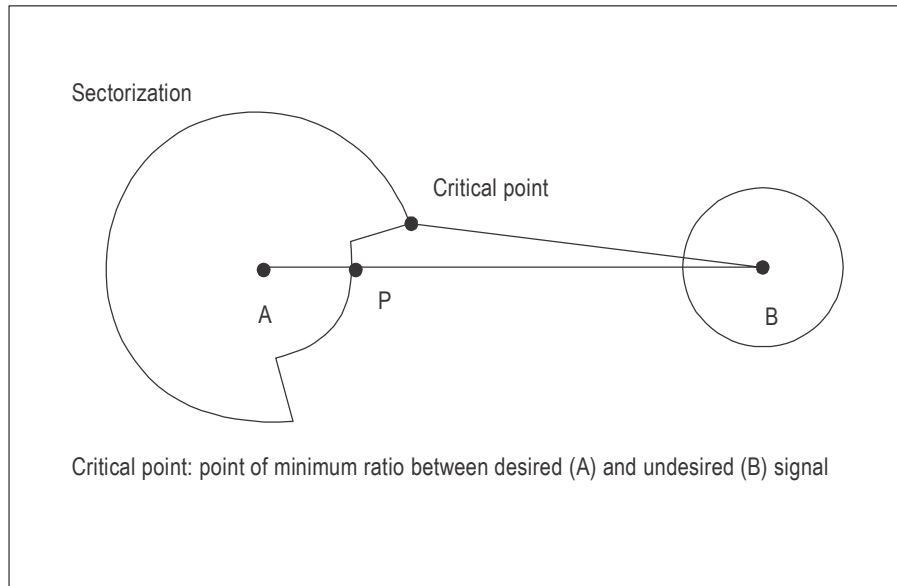 Sectorization
Critical point
A
P
B
Critical point: point of minimum ratio between desired (A) and undesired (B) signal